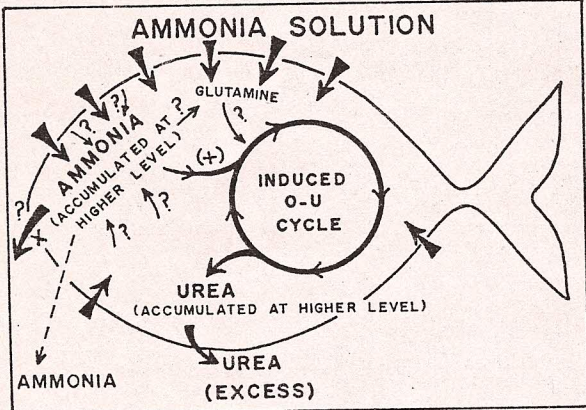 AMMONIA SOLUTION
GLUTAMINE
?
?
?
?
AMMONIA
(ACCUMULATED AT
HIGHER LEVEL)
(+)
?
X
?
?
INDUCED
O-U
CYCLE
UREA
(ACCUMULATED AT HIGHER LEVEL)
UREA
(EXCESS)
AMMONIA